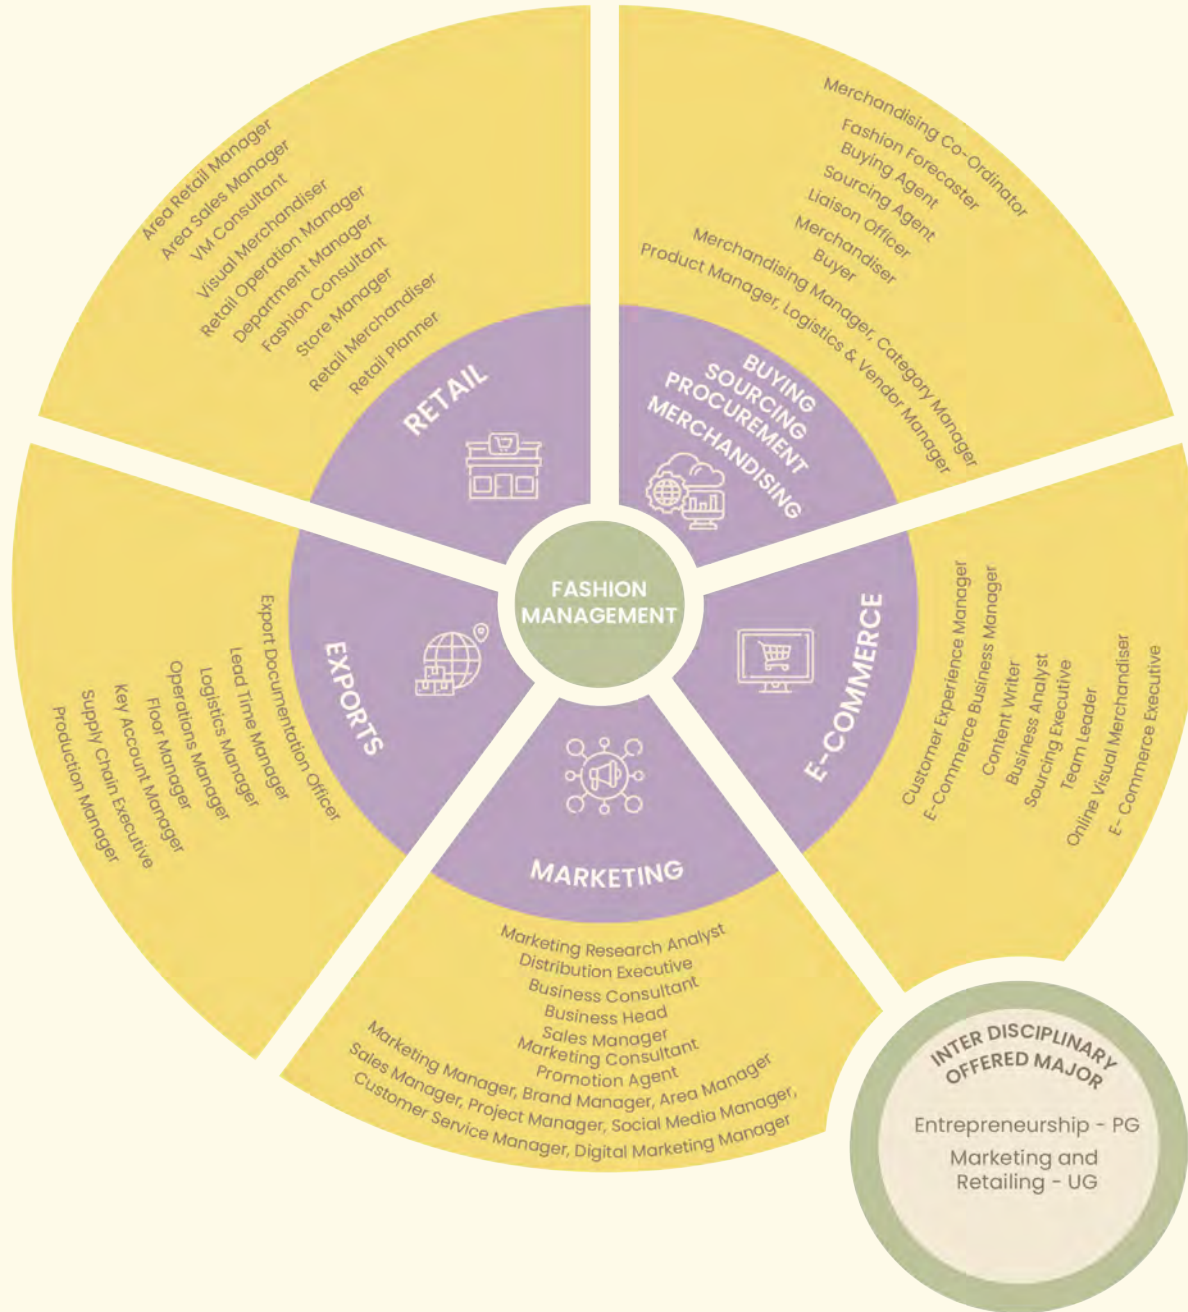 FASHION
MANAGEMENT
RETAIL
Area Retail Manager
Area Sales Manager
VM Consultant
Visual Merchandiser
Retail Operation Manager
Department Manager
Fashion Consultant
Store Manager
Retail Merchandiser
Retail Planner
BUYING
SOURCING
PROCUREMENT
MERCHANDISING
Merchandising Co-Ordinator
Fashion Forecaster
Buying Agent
Sourcing Agent
Liaison Officer
Merchandiser
Buyer
Merchandising Manager, Category Manager
Product Manager, Logistics & Vendor Manager
E-COMMERCE
Customer Experience Manager
E-Commerce Business Manager
Content Writer
Business Analyst
Sourcing Executive
Team Leader
Online Visual Merchandiser
E- Commerce Executive
MARKETING
Marketing Research Analyst
Distribution Executive
Business Consultant
Business Head
Sales Manager
Marketing Consultant
Promotion Agent
Marketing Manager, Brand Manager, Area Manager
Sales Manager, Project Manager, Social Media Manager,
Customer Service Manager, Digital Marketing Manager
EXPORTS
Export Documentation Officer
Lead Time Manager
Logistics Manager
Operations Manager
Floor Manager
Key Account Manager
Supply Chain Executive
Production Manager
INTER DISCIPLINARY
OFFERED MAJOR
Entrepreneurship - PG
Marketing and
Retailing - UG